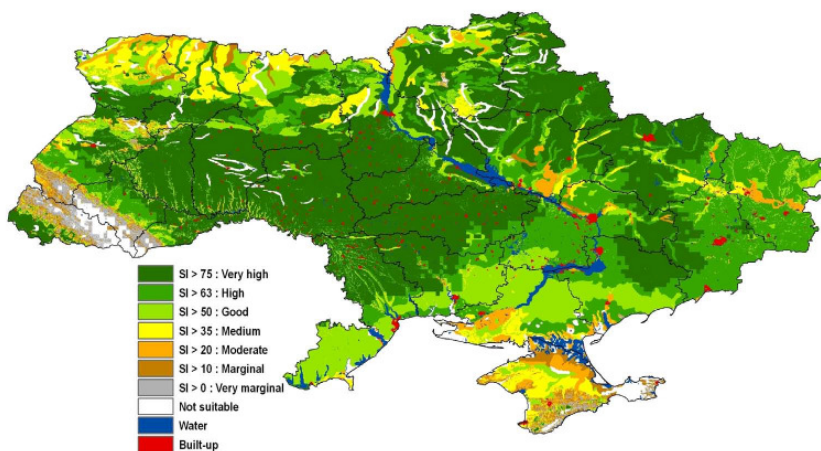 SI > 75 : Very high
SI > 63 : High
SI > 50 : Good
SI > 35 : Medium
SI > 20 : Moderate
SI > 10 : Marginal
SI > 0 : Very marginal
Not suitable
Water
Built-up